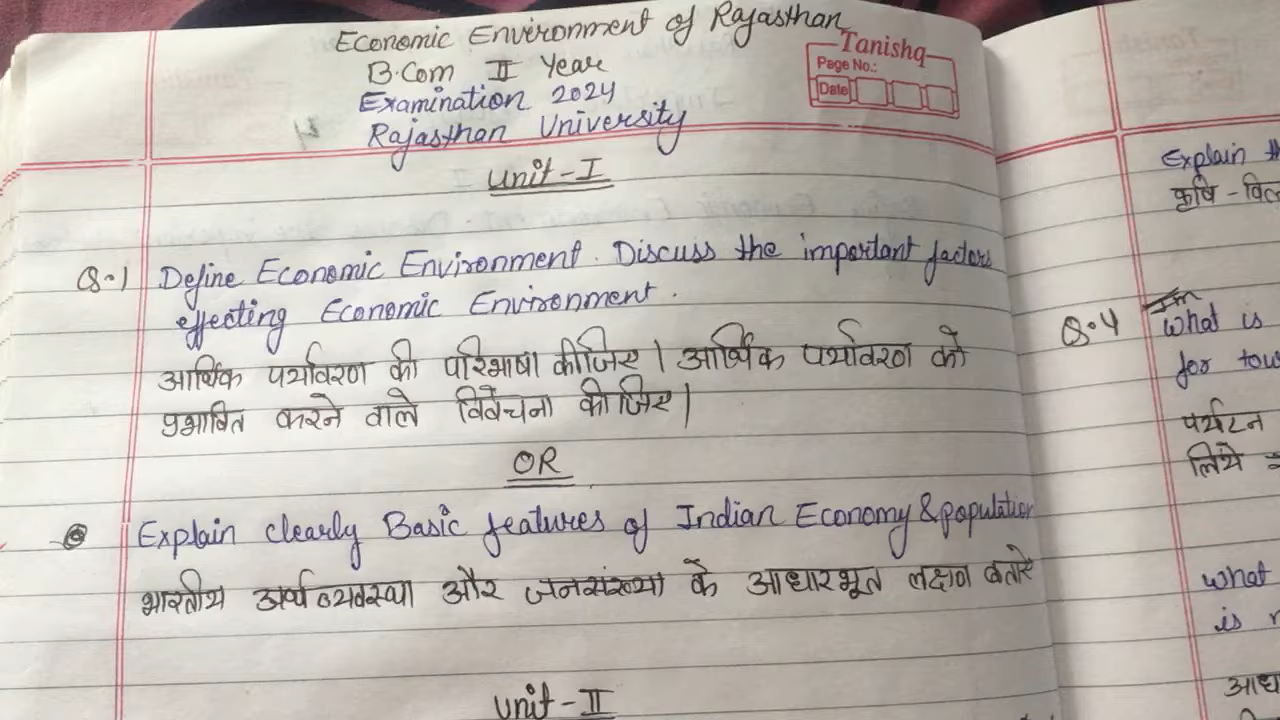 Economic Environment of Rajasthan
B.Com II Year
Examination 2024
Rajasthan University
Tanishq
Page No.:
Date
Unit-I
Q.1 Define Economic Environment. Discuss the important factors
effecting Economic Environment.
आर्थिक पर्यावरण की परिभाषा कीजिए। आर्थिक पर्यावरण को
प्रभावित करने वाले विवेचना कीजिए।
OR
Explain clearly Basic features of Indian Economy & population
भारतीय अर्थव्यवस्था और जनसंख्या के आधारभूत लक्षण बताऐ
Unit-II
Explain
कृषि -
Q.4 What is
for
पर्यटन
लिये
what
is